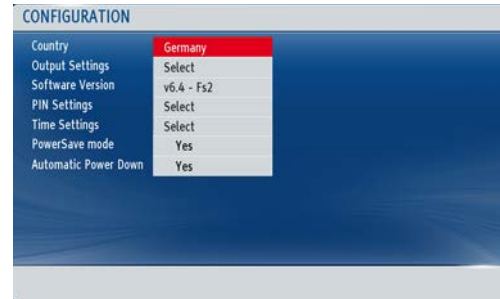 CONFIGURATION
Country Germany
Output Settings Select
Software Version v6.4 - Fs2
PIN Settings Select
Time Settings Select
PowerSave mode Yes
Automatic Power Down Yes